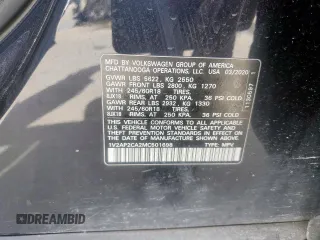 MFD BY VOLKSWAGEN GROUP OF AMERICA
CHATTANOOGA OPERATIONS, LLC. USA 03/2020
GVWR LBS 5622, KG 2550
GAWR FRONT LBS 2800, KG 1270
WITH 245/60R18 TIRES,
8JX18 RIMS, AT 250 KPA, 36 PSI COLD
GAWR REAR LBS 2932, KG 1330
WITH 245/60R18 TIRES,
8JX18 RIMS, AT 250 KPA, 36 PSI COLD
THIS VEHICLE CONFORMS TO ALL APPLICABLE
FEDERAL MOTOR VEHICLE SAFETY STANDARDS
IN EFFECT ON THE DATE OF MANUFACTURE
SHOWN ABOVE
1V2AP2CA2MC501698 TYPE: MPV
DREAMBID